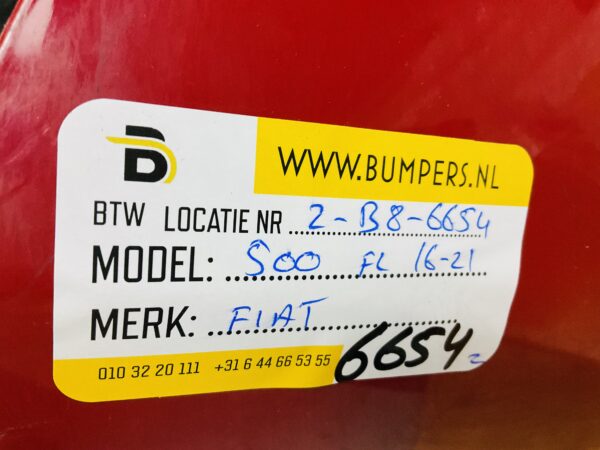 B
WWW.BUMPERS.NL
BTW LOCATIE NR 2-B8-6654
MODEL: 500 FL 16-21
MERK: FIAT
010 32 20 111 +31 6 44 66 53 55 6654